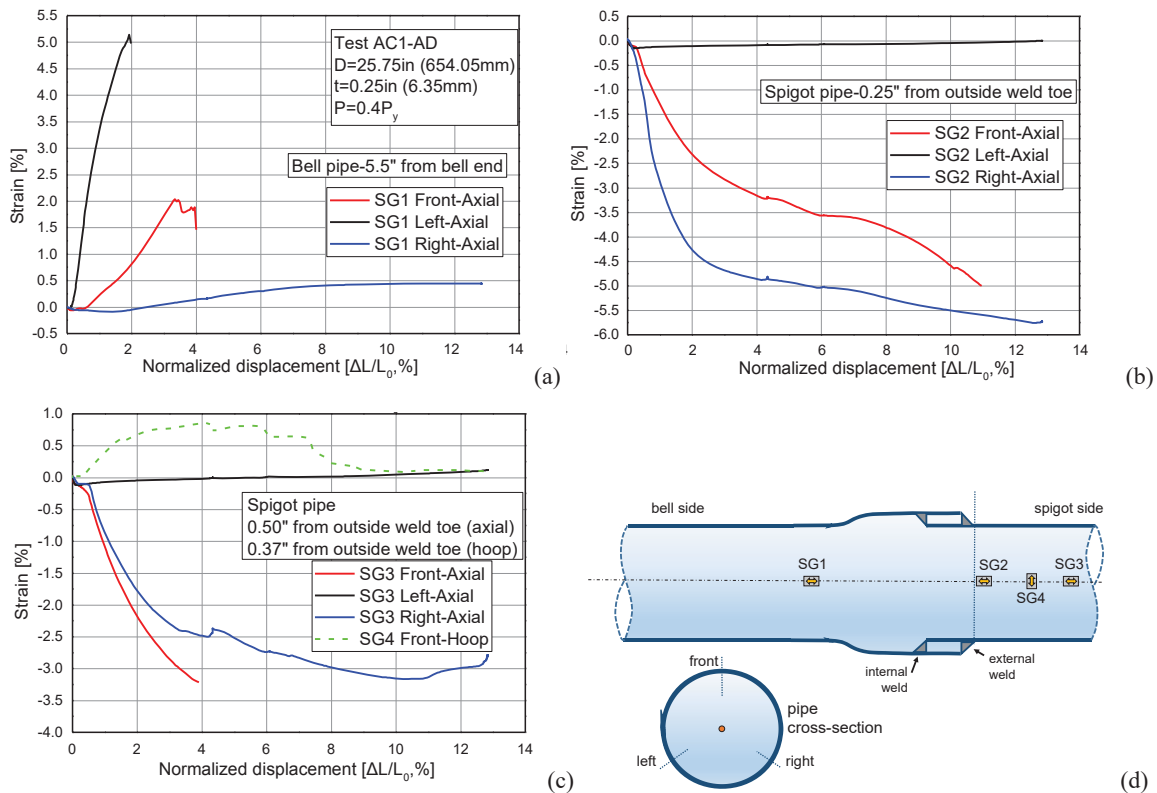 5.5
5.0
4.5
4.0
3.5
3.0
2.5
2.0
1.5
1.0
0.5
0.0
-0.5
Strain [%]
Test AC1-AD
D=25.75in (654.05mm)
t=0.25in (6.35mm)
P=0.4Py
Bell pipe-5.5" from bell end
SG1 Front-Axial
SG1 Left-Axial
SG1 Right-Axial
0 2 4 6 8 10 12 14
Normalized displacement [ΔL/L0,%]
(a)
0.5
0.0
-0.5
-1.0
-1.5
-2.0
-2.5
-3.0
-3.5
-4.0
-4.5
-5.0
-5.5
-6.0
Strain [%]
Spigot pipe-0.25" from outside weld toe
SG2 Front-Axial
SG2 Left-Axial
SG2 Right-Axial
0 2 4 6 8 10 12 14
Normalized displacement [ΔL/L0,%]
(b)
1.0
0.5
0.0
-0.5
-1.0
-1.5
-2.0
-2.5
-3.0
-3.5
-4.0
Strain [%]
Spigot pipe
0.50" from outside weld toe (axial)
0.37" from outside weld toe (hoop)
SG3 Front-Axial
SG3 Left-Axial
SG3 Right-Axial
SG4 Front-Hoop
0 2 4 6 8 10 12 14
Normalized displacement [ΔL/L0,%]
(c)
bell side
spigot side
SG1
SG2
SG3
SG4
internal
weld
external
weld
front
pipe
cross-section
left
right
(d)